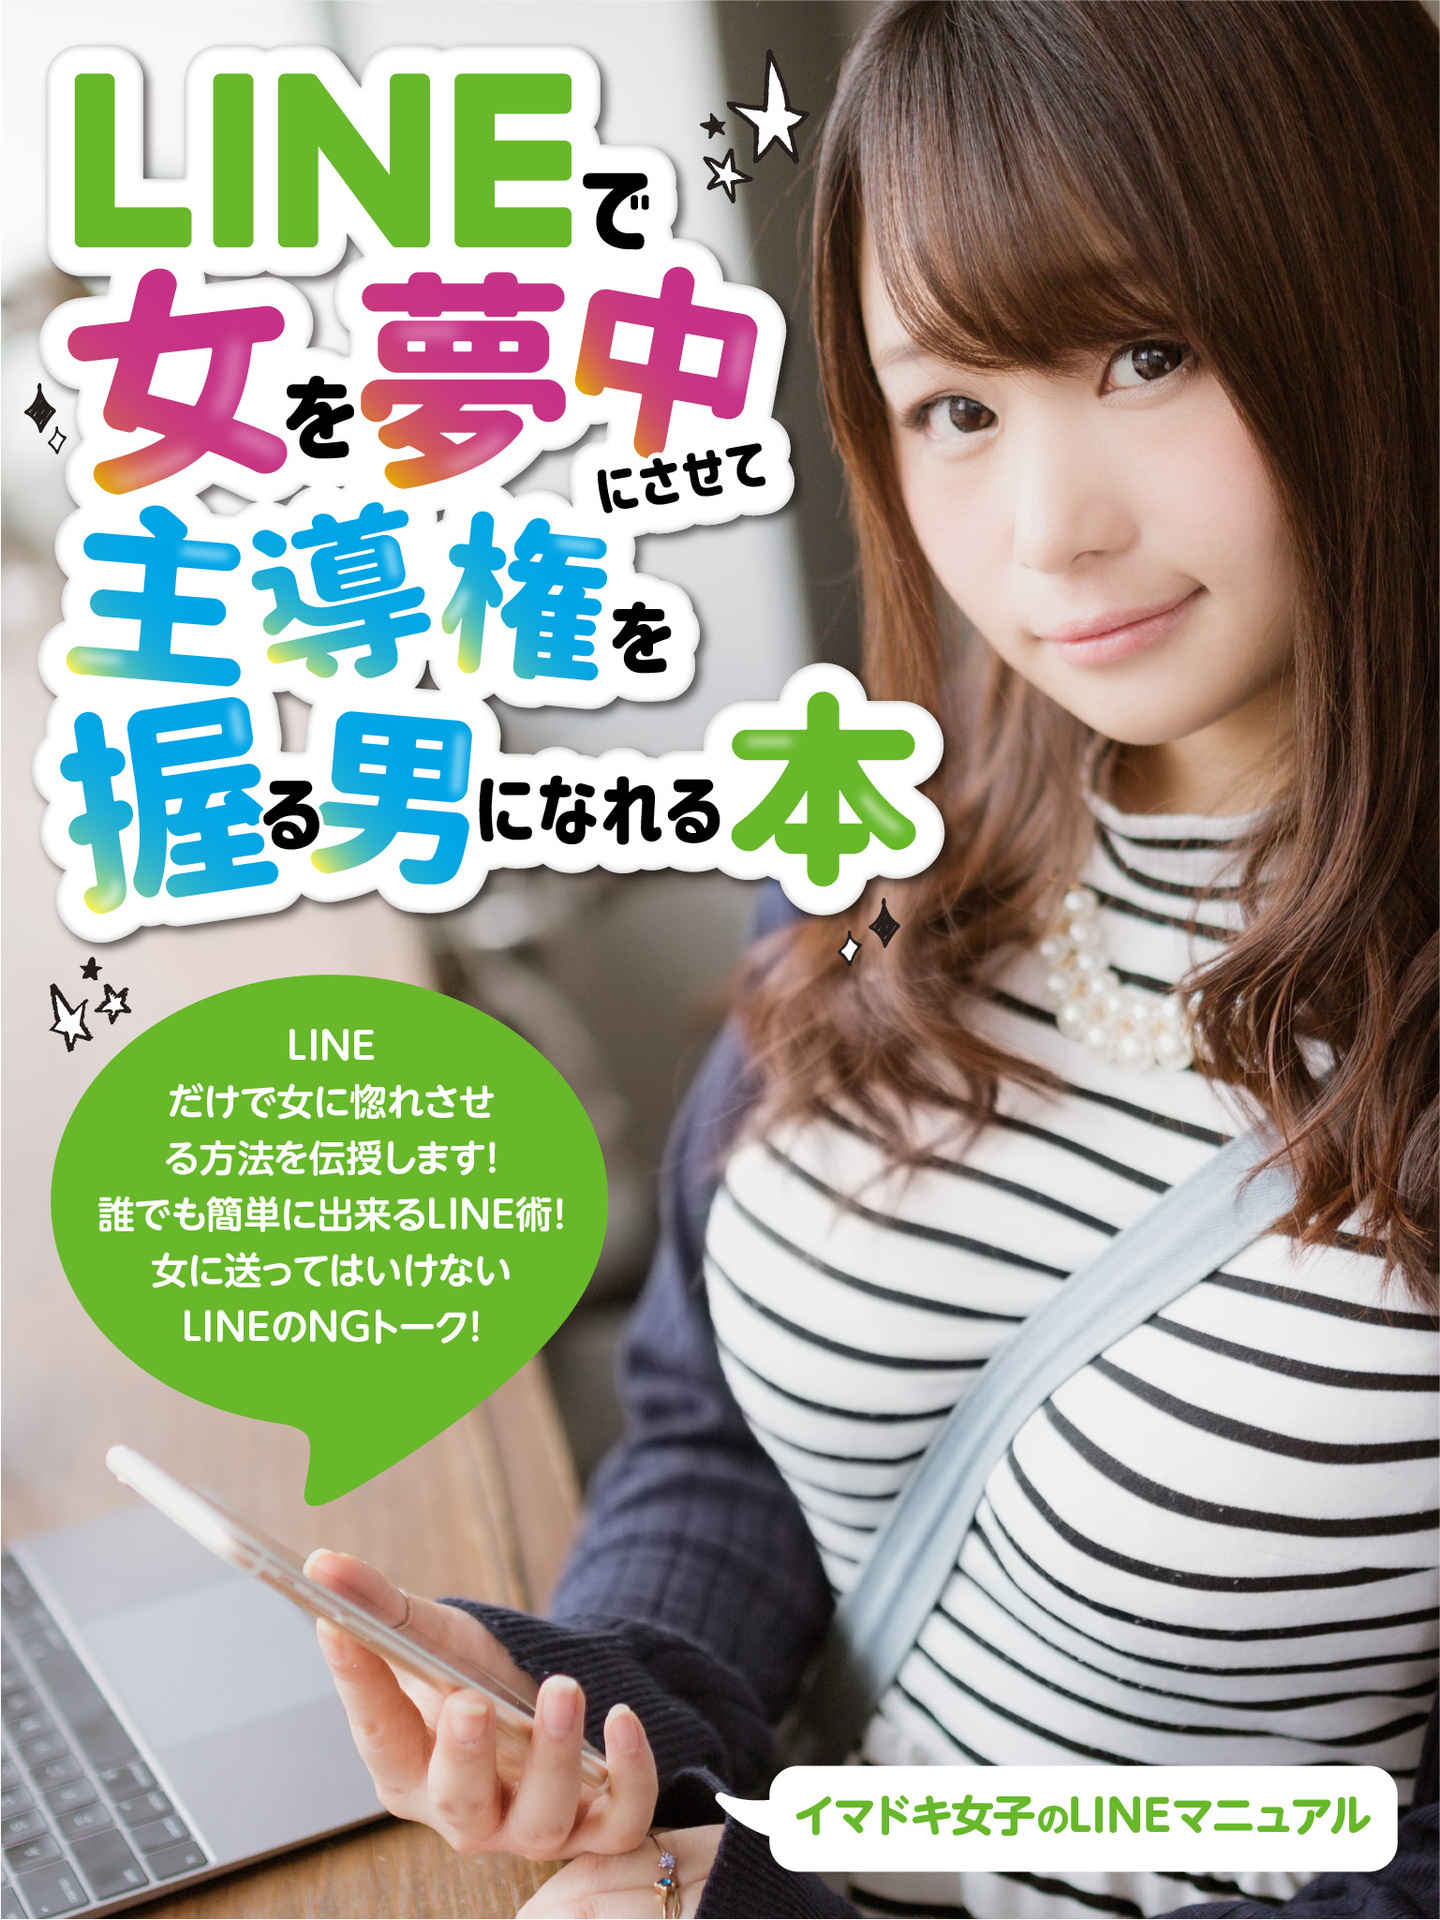 LINEで
女を夢中にさせて
主導権を
握る男になれる本
LINE
だけで女に惚れさせ
る方法を伝授します!
誰でも簡単に出来るLINE術!
女に送ってはいけない
LINEのNGトーク!
イマドキ女子のLINEマニュアル